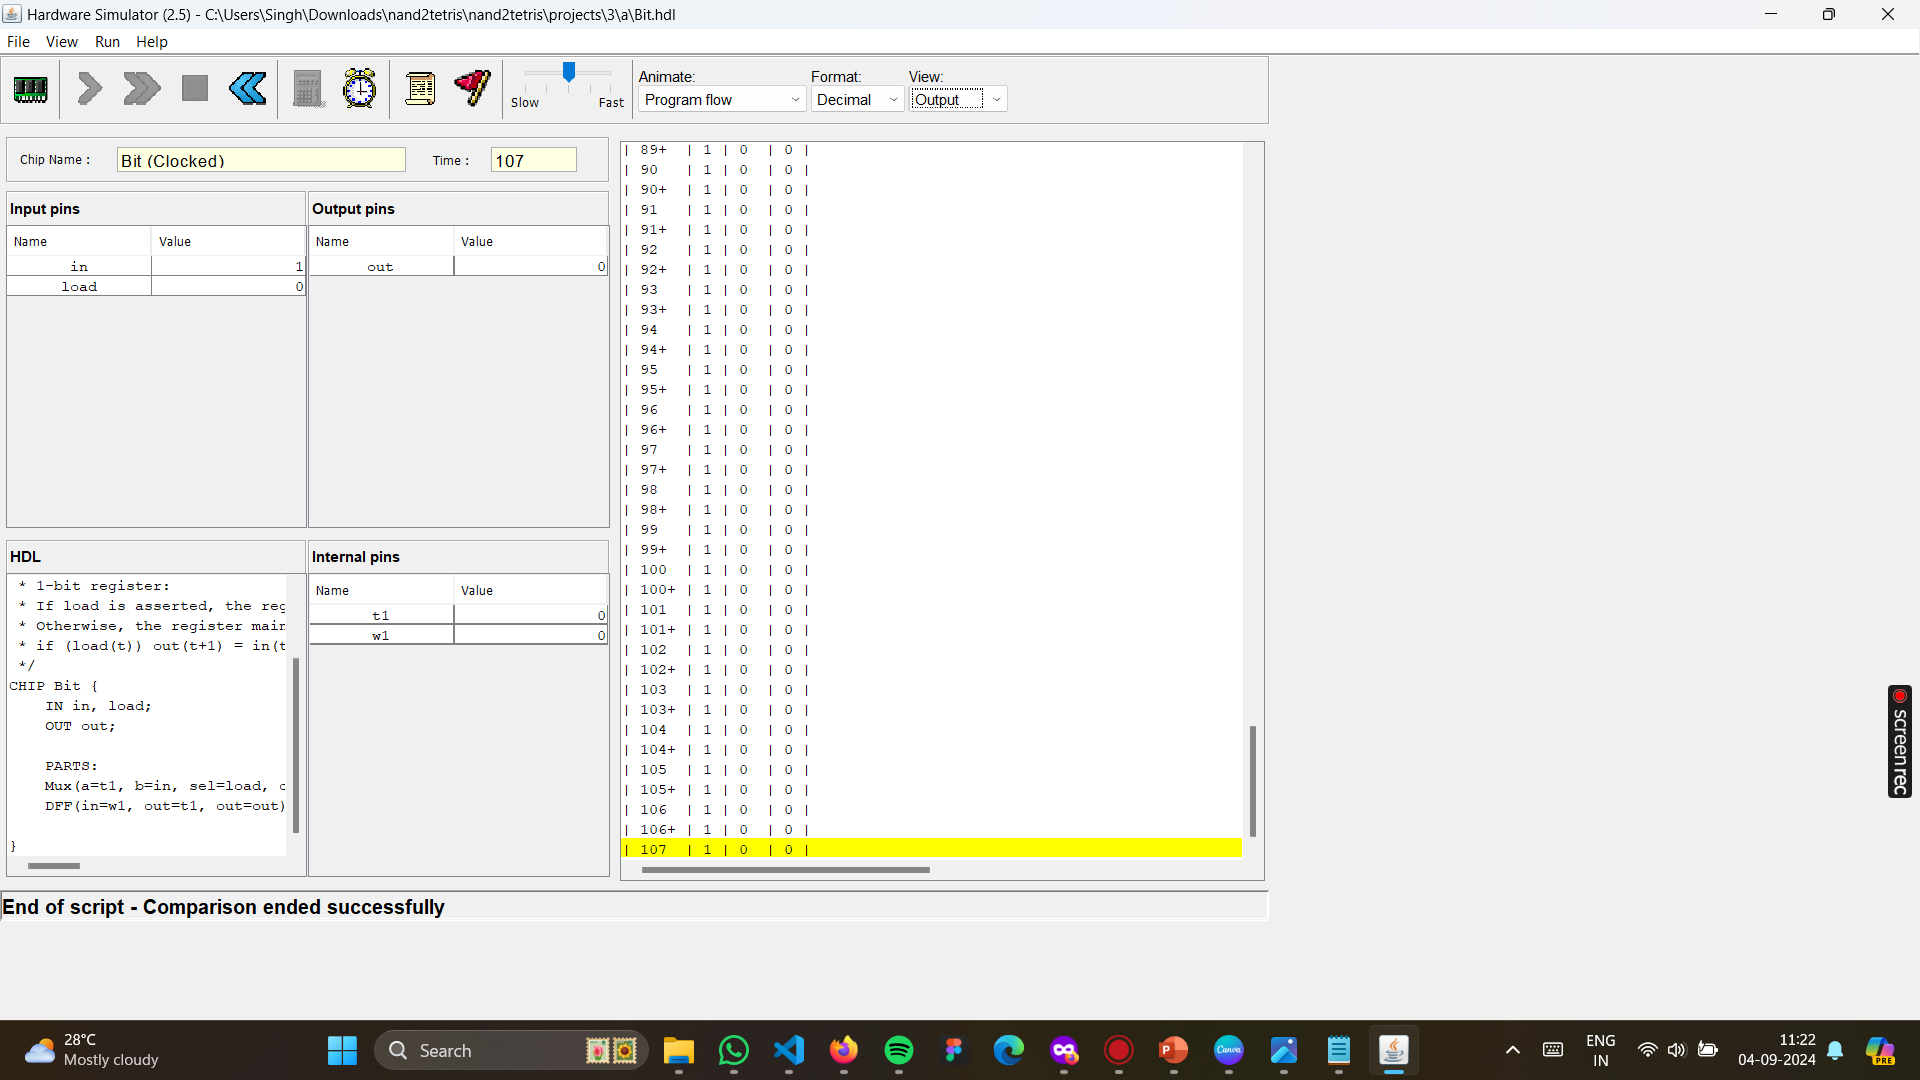 Hardware Simulator (2.5) - C:\Users\Singh\Downloads\nand2tetris\nand2tetris\projects\3\a\Bit.hdl
File View Run Help
Slow Fast
Animate: Format: View:
Program flow Decimal Output
Chip Name : Bit (Clocked) Time : 107
Input pins
Name Value
in 1
load 0
Output pins
Name Value
out 0
HDL
* 1-bit register:
* If load is asserted, the reg
* Otherwise, the register main
* if (load(t)) out(t+1) = in(t
*/
CHIP Bit {
IN in, load;
OUT out;
PARTS:
Mux(a=t1, b=in, sel=load, o
DFF(in=w1, out=t1, out=out)
}
Internal pins
Name Value
t1 0
w1 0
| 89+ | 1 | 0 | 0 |
| 90 | 1 | 0 | 0 |
| 90+ | 1 | 0 | 0 |
| 91 | 1 | 0 | 0 |
| 91+ | 1 | 0 | 0 |
| 92 | 1 | 0 | 0 |
| 92+ | 1 | 0 | 0 |
| 93 | 1 | 0 | 0 |
| 93+ | 1 | 0 | 0 |
| 94 | 1 | 0 | 0 |
| 94+ | 1 | 0 | 0 |
| 95 | 1 | 0 | 0 |
| 95+ | 1 | 0 | 0 |
| 96 | 1 | 0 | 0 |
| 96+ | 1 | 0 | 0 |
| 97 | 1 | 0 | 0 |
| 97+ | 1 | 0 | 0 |
| 98 | 1 | 0 | 0 |
| 98+ | 1 | 0 | 0 |
| 99 | 1 | 0 | 0 |
| 99+ | 1 | 0 | 0 |
| 100 | 1 | 0 | 0 |
| 100+ | 1 | 0 | 0 |
| 101 | 1 | 0 | 0 |
| 101+ | 1 | 0 | 0 |
| 102 | 1 | 0 | 0 |
| 102+ | 1 | 0 | 0 |
| 103 | 1 | 0 | 0 |
| 103+ | 1 | 0 | 0 |
| 104 | 1 | 0 | 0 |
| 104+ | 1 | 0 | 0 |
| 105 | 1 | 0 | 0 |
| 105+ | 1 | 0 | 0 |
| 106 | 1 | 0 | 0 |
| 106+ | 1 | 0 | 0 |
| 107 | 1 | 0 | 0 |
End of script - Comparison ended successfully
screenrec
28°C
Mostly cloudy
Search
Canva
ENG
IN
11:22
04-09-2024
PRE